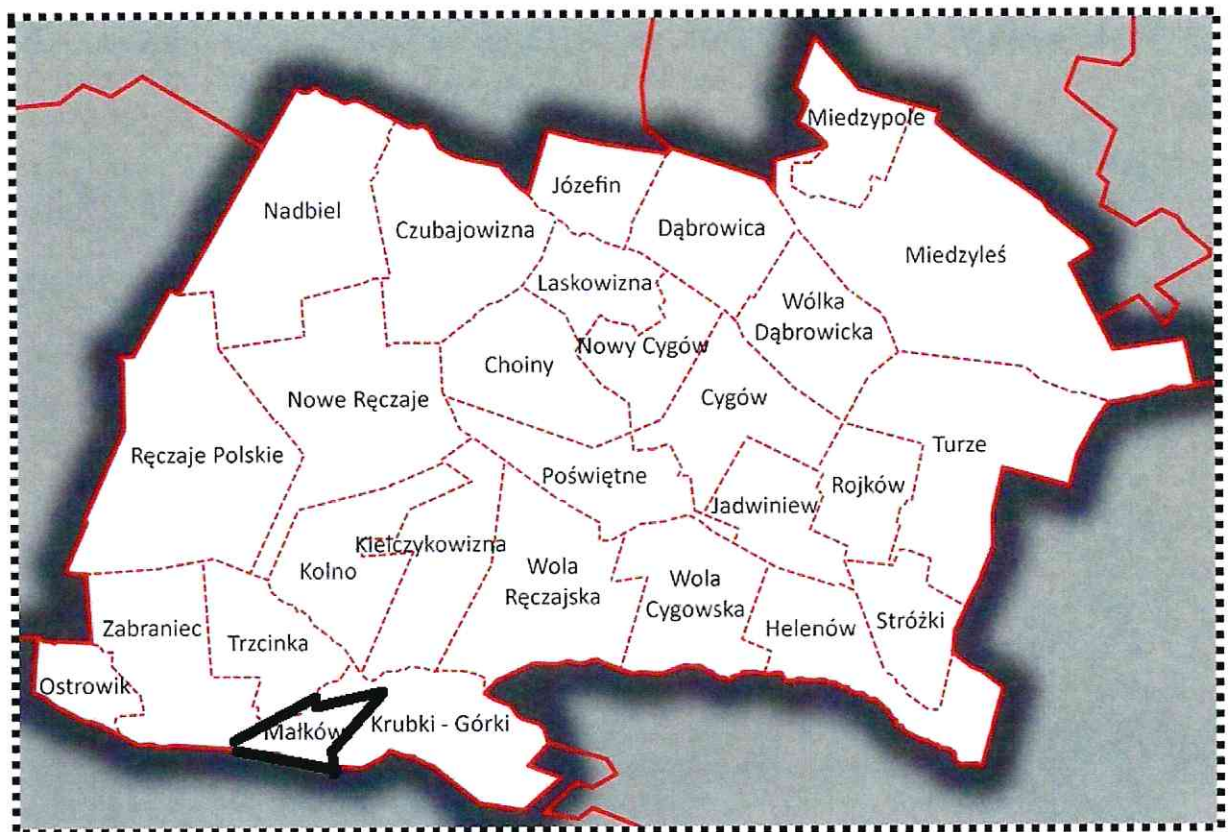 Miedzypole
Józefin
Nadbiel
Czubajowizna
Dąbrowica
Miedzyleś
Laskowizna
Wólka
Dąbrowicka
Nowy Cygów
Choiny
Nowe Ręczaje
Cygów
Ręczaje Polskie
Turze
Poświętne
Rojków
Jadwiniew
Kiełczykowizna
Kolno
Wola
Ręczajska
Wola
Cygowska
Zabraniec
Trzcinka
Helenów
Stróżki
Ostrowik
Małków
Krubki - Górki